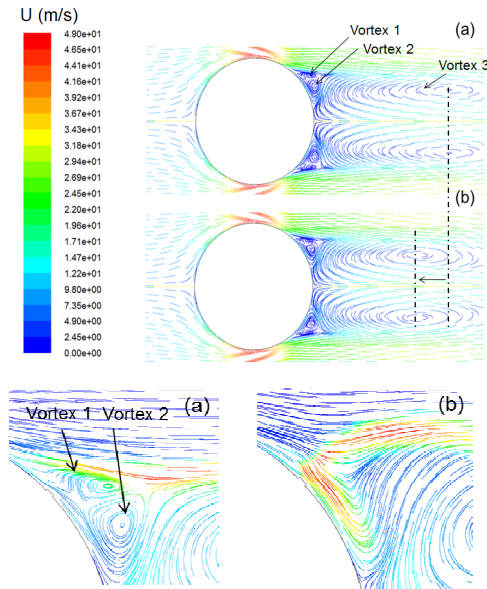 U (m/s)
4.90e+01
4.65e+01
4.41e+01
4.16e+01
3.92e+01
3.67e+01
3.43e+01
3.18e+01
2.94e+01
2.69e+01
2.45e+01
2.20e+01
1.96e+01
1.71e+01
1.47e+01
1.22e+01
9.80e+00
7.35e+00
4.90e+00
2.45e+00
0.00e+00
Vortex 1
(a)
Vortex 2
Vortex 3
(b)
Vortex 1 Vortex 2
(a)
(b)